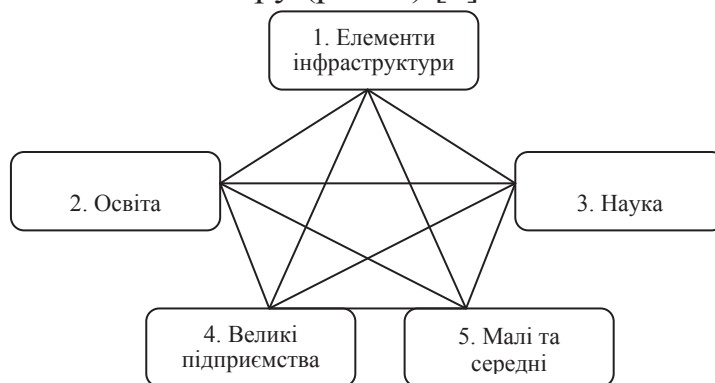 1. Елементи
інфраструктури
2. Освіта
3. Наука
4. Великі
підприємства
5. Малі та
середні